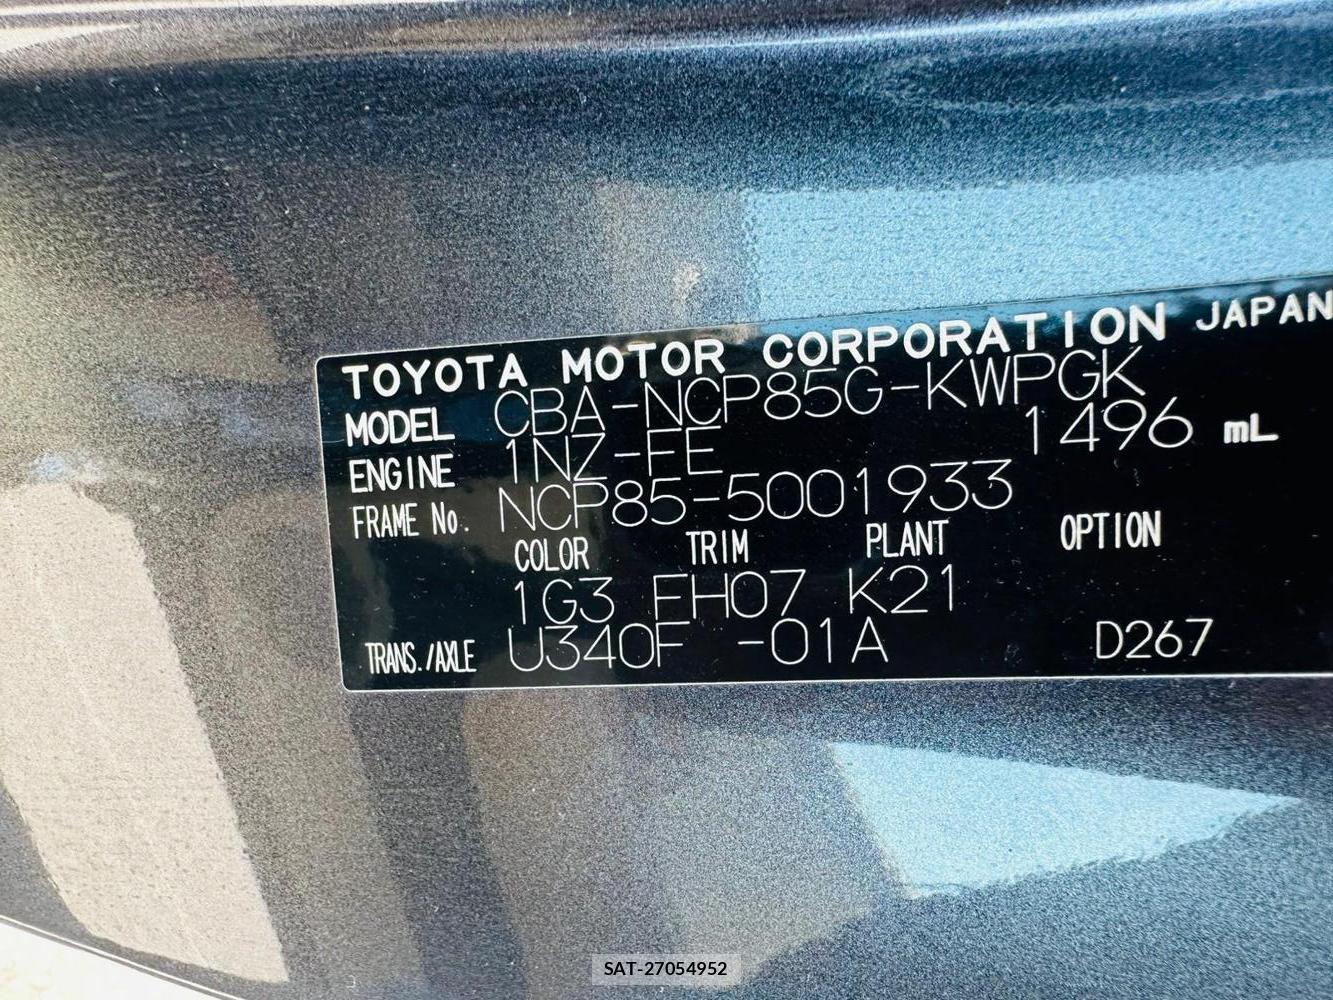 TOYOTA MOTOR CORPORATION JAPAN
MODEL CBA-NCP85G-KWPGK
ENGINE 1NZ-FE 1496 mL
FRAME No. NCP85-5001933
COLOR TRIM PLANT OPTION
1G3 FH07 K21
TRANS./AXLE U340F -01A D267
SAT-27054952